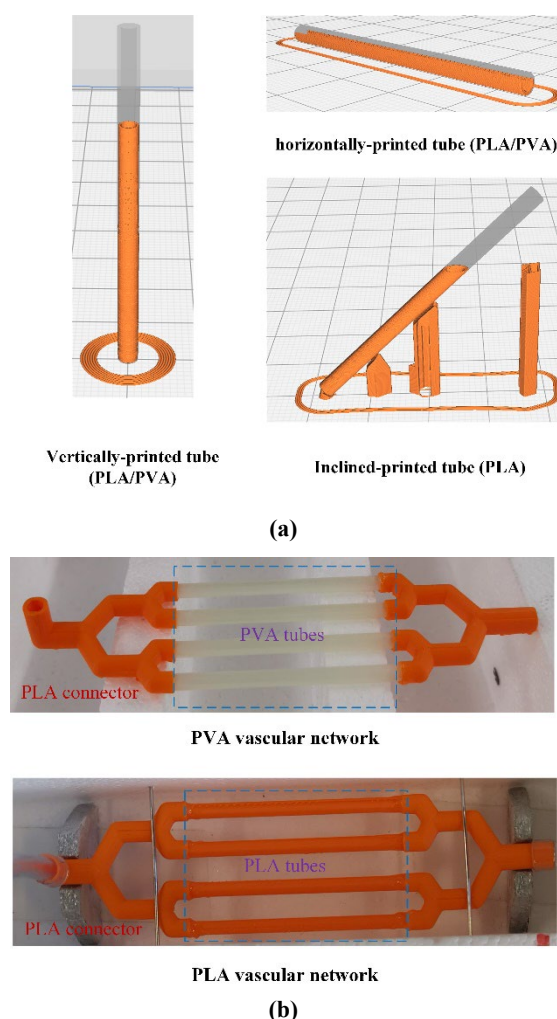 horizontally-printed tube (PLA/PVA)
Vertically-printed tube
(PLA/PVA)
Inclined-printed tube (PLA)
(a)
PVA tubes
PLA connector
PVA vascular network
PLA tubes
PLA connector
PLA vascular network
(b)